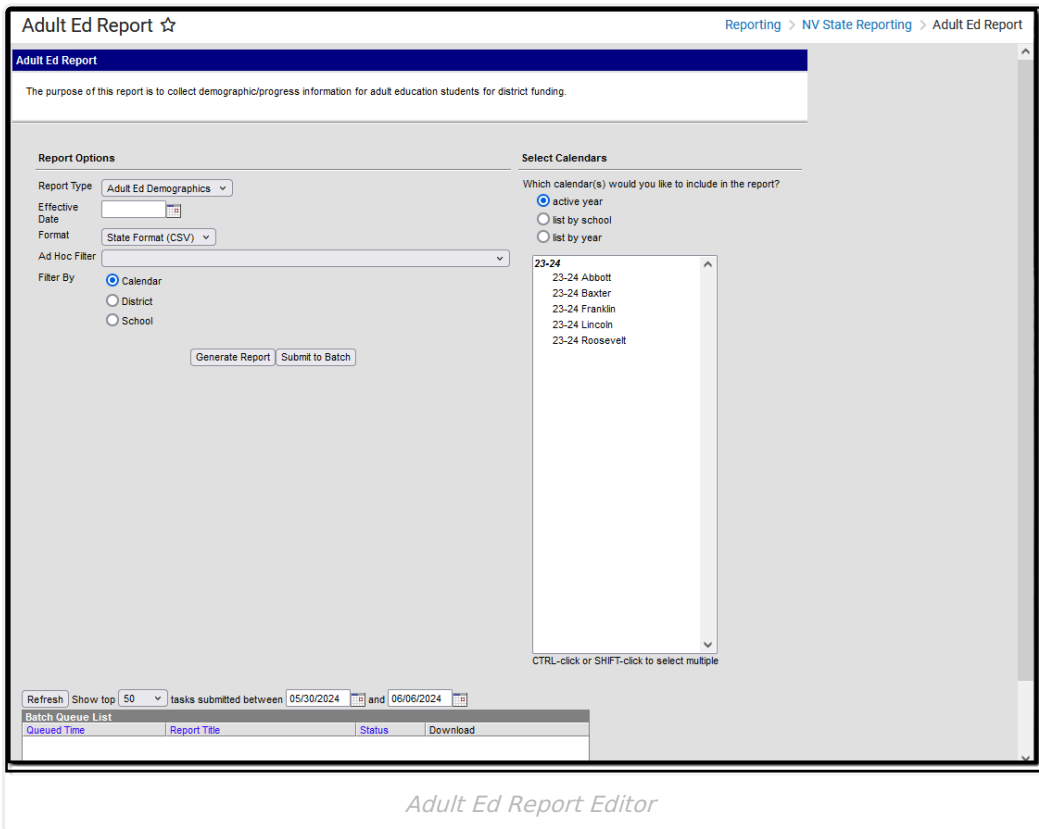 Adult Ed Report ☆
Reporting > NV State Reporting > Adult Ed Report
Adult Ed Report
The purpose of this report is to collect demographic/progress information for adult education students for district funding.
Report Options
Report Type Adult Ed Demographics
Effective
Date
Format State Format (CSV)
Ad Hoc Filter
Filter By Calendar
District
School
Generate Report Submit to Batch
Select Calendars
Which calendar(s) would you like to include in the report?
active year
list by school
list by year
23-24
23-24 Abbott
23-24 Baxter
23-24 Franklin
23-24 Lincoln
23-24 Roosevelt
CTRL-click or SHIFT-click to select multiple
Refresh Show top 50 tasks submitted between 05/30/2024 and 06/06/2024
Batch Queue List
Queued Time Report Title Status Download
Adult Ed Report Editor